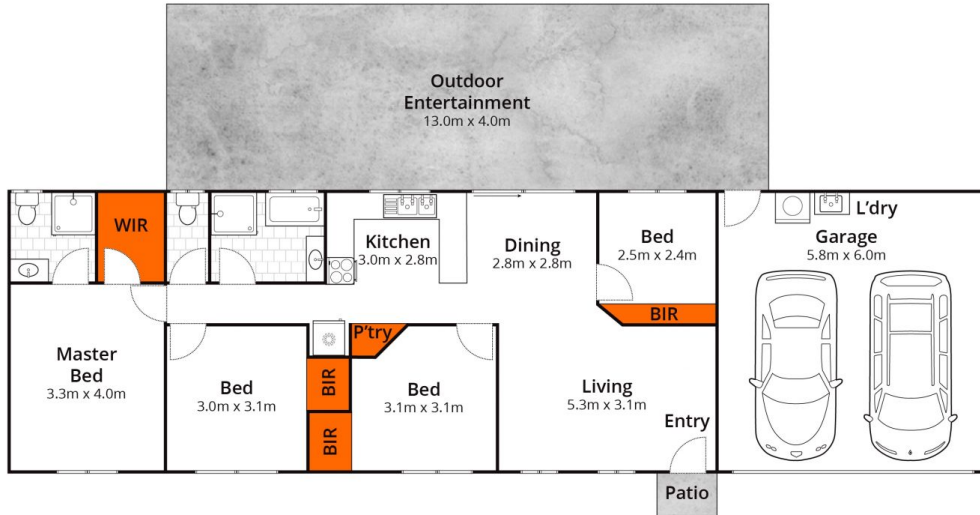 Outdoor
Entertainment
13.0m x 4.0m
WIR
Kitchen
3.0m x 2.8m
Dining
2.8m x 2.8m
Bed
2.5m x 2.4m
L'dry
Garage
5.8m x 6.0m
BIR
P'try
Master
Bed
3.3m x 4.0m
Bed
3.0m x 3.1m
BIR
BIR
Bed
3.1m x 3.1m
Living
5.3m x 3.1m
Entry
Patio